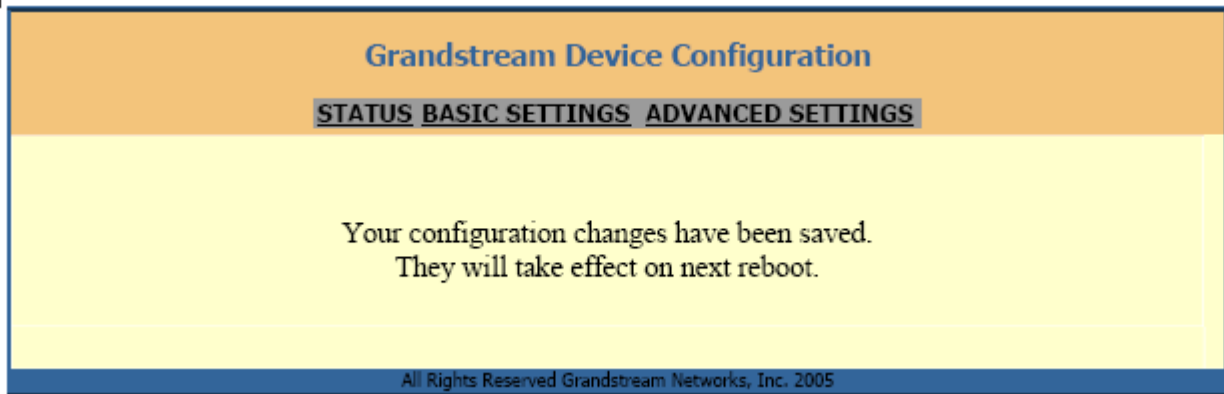 Grandstream Device Configuration
STATUS BASIC SETTINGS ADVANCED SETTINGS
Your configuration changes have been saved.
They will take effect on next reboot.
All Rights Reserved Grandstream Networks, Inc. 2005